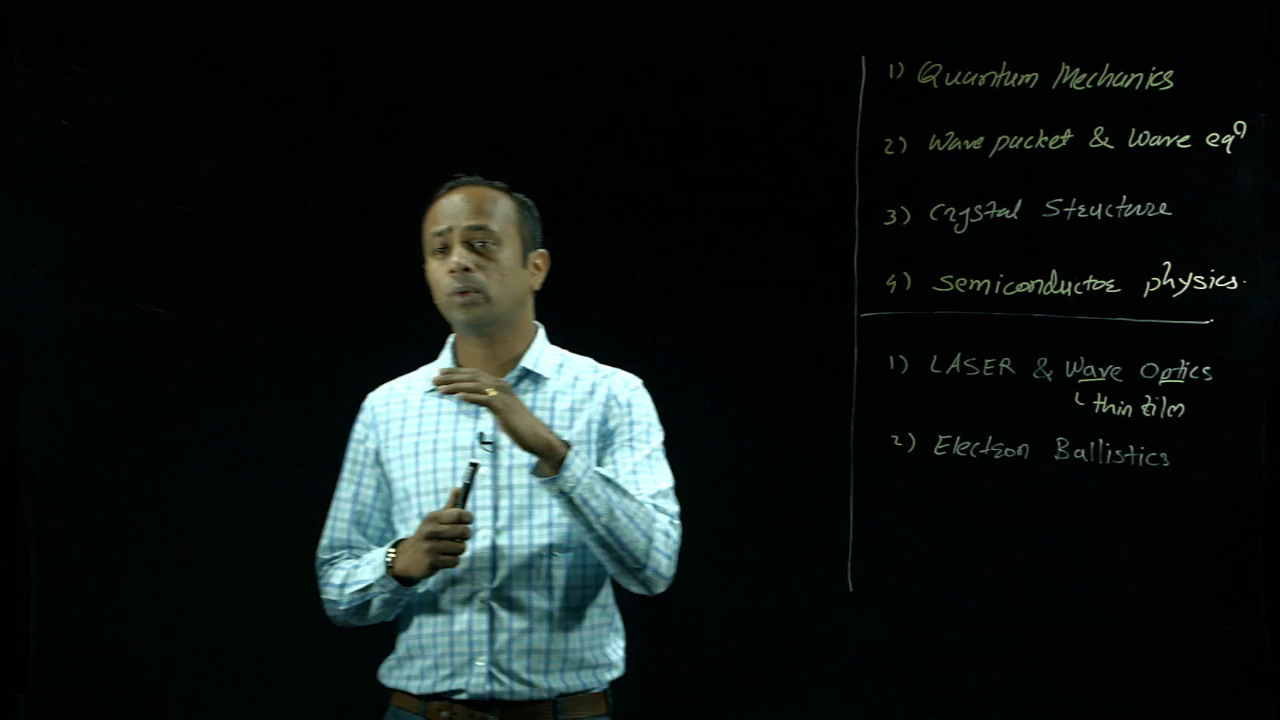 1) Quantum Mechanics
2) Wave packet & Wave eqⁿ
3) Crystal Structure
4) Semiconductor physics.
1) LASER & Wave Optics
thin film
2) Electron Ballistics